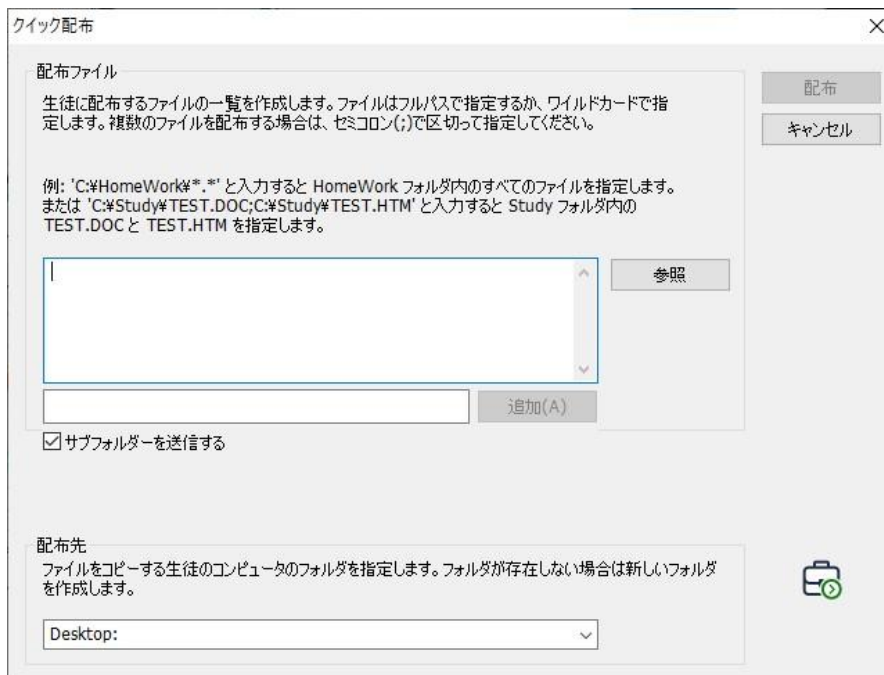 クイック配布
配布ファイル
生徒に配布するファイルの一覧を作成します。ファイルはフルパスで指定するか、ワイルドカードで指
定します。複数のファイルを配布する場合は、セミコロン(;)で区切って指定してください。
例: 'C:¥HomeWork¥*.*' と入力すると HomeWork フォルダ内のすべてのファイルを指定します。
または 'C:¥Study¥TEST.DOC;C:¥Study¥TEST.HTM' と入力すると Study フォルダ内の
TEST.DOC と TEST.HTM を指定します。
配布
キャンセル
参照
追加(A)
サブフォルダーを送信する
配布先
ファイルをコピーする生徒のコンピュータのフォルダを指定します。フォルダが存在しない場合は新しいフォルダ
を作成します。
Desktop: